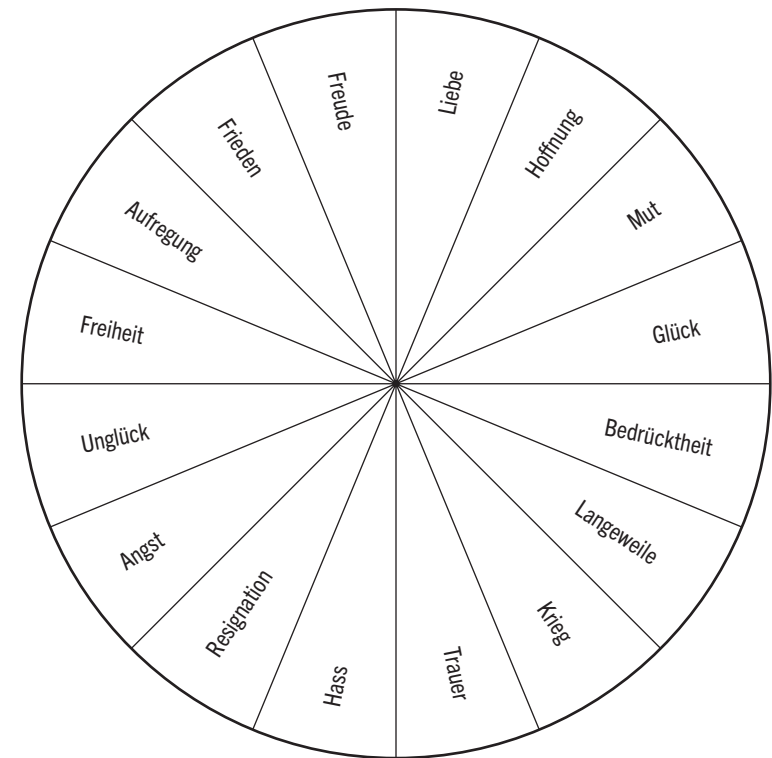 Liebe
Hoffnung
Mut
Glück
Bedrücktheit
Langeweile
Krieg
Trauer
Hass
Resignation
Angst
Unglück
Freiheit
Aufregung
Frieden
Freude